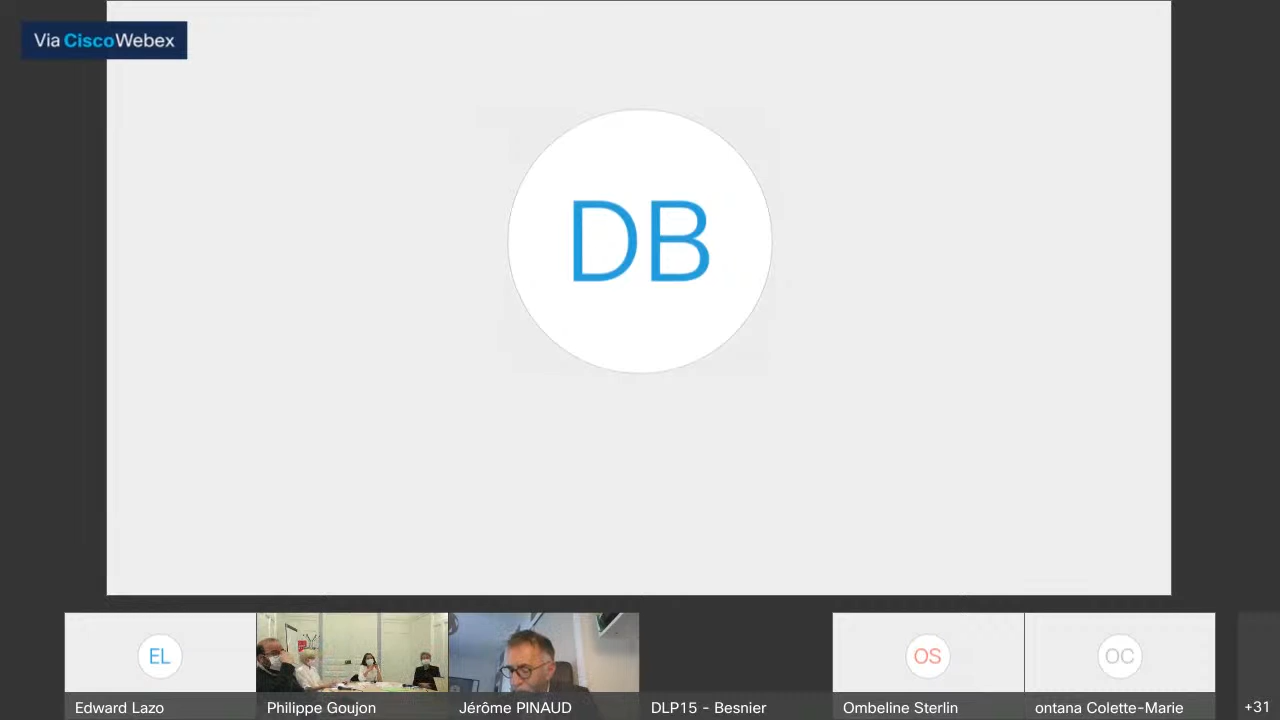 Via CiscoWebex
DB
EL
OS
OC
Edward Lazo
Philippe Goujon
Jérôme PINAUD
DLP15 - Besnier
Ombeline Sterlin
ontana Colette-Marie
+31